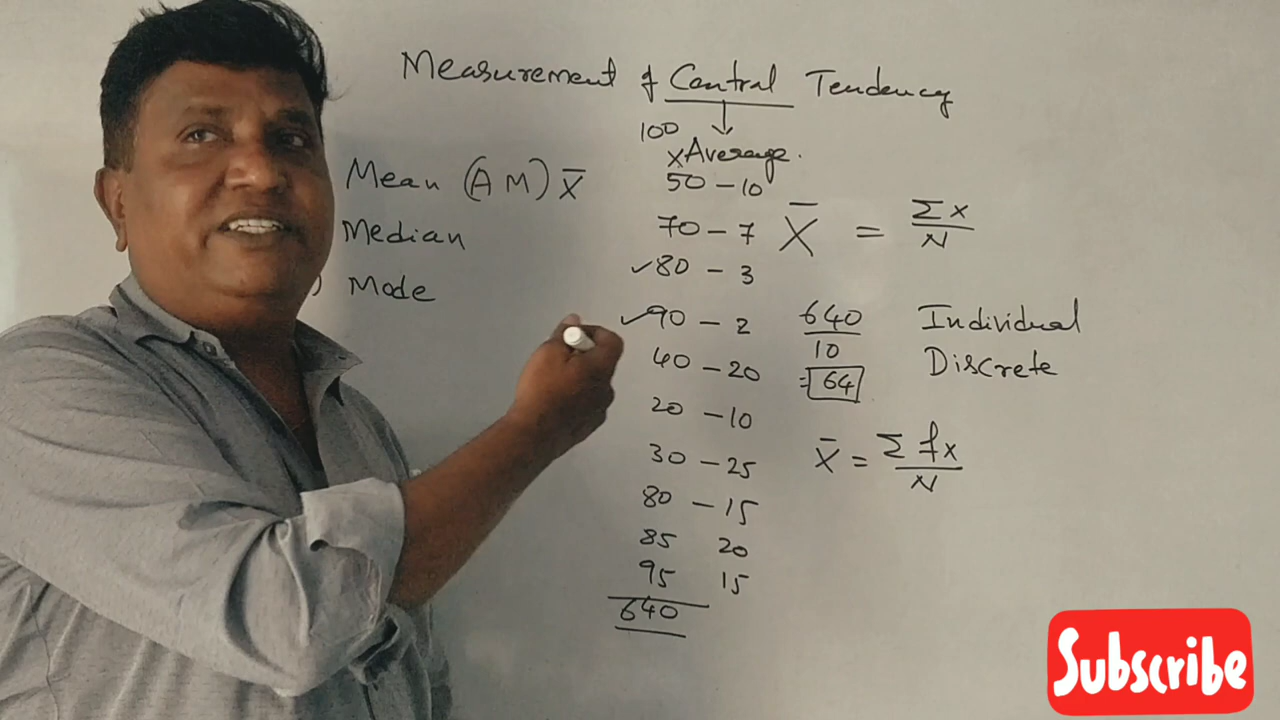 Measurement of Central Tendency
100
x Average.
Mean (AM) X̄
Median
) Mode
50 - 10
70 - 7
✓80 - 3
✓90 - 2
40 - 20
20 - 10
30 - 25
80 - 15
85 20
95 15
640
X̄ = Σx
N
640
10
= 64
Individual
Discrete
X̄ = Σfx
N
Subscribe